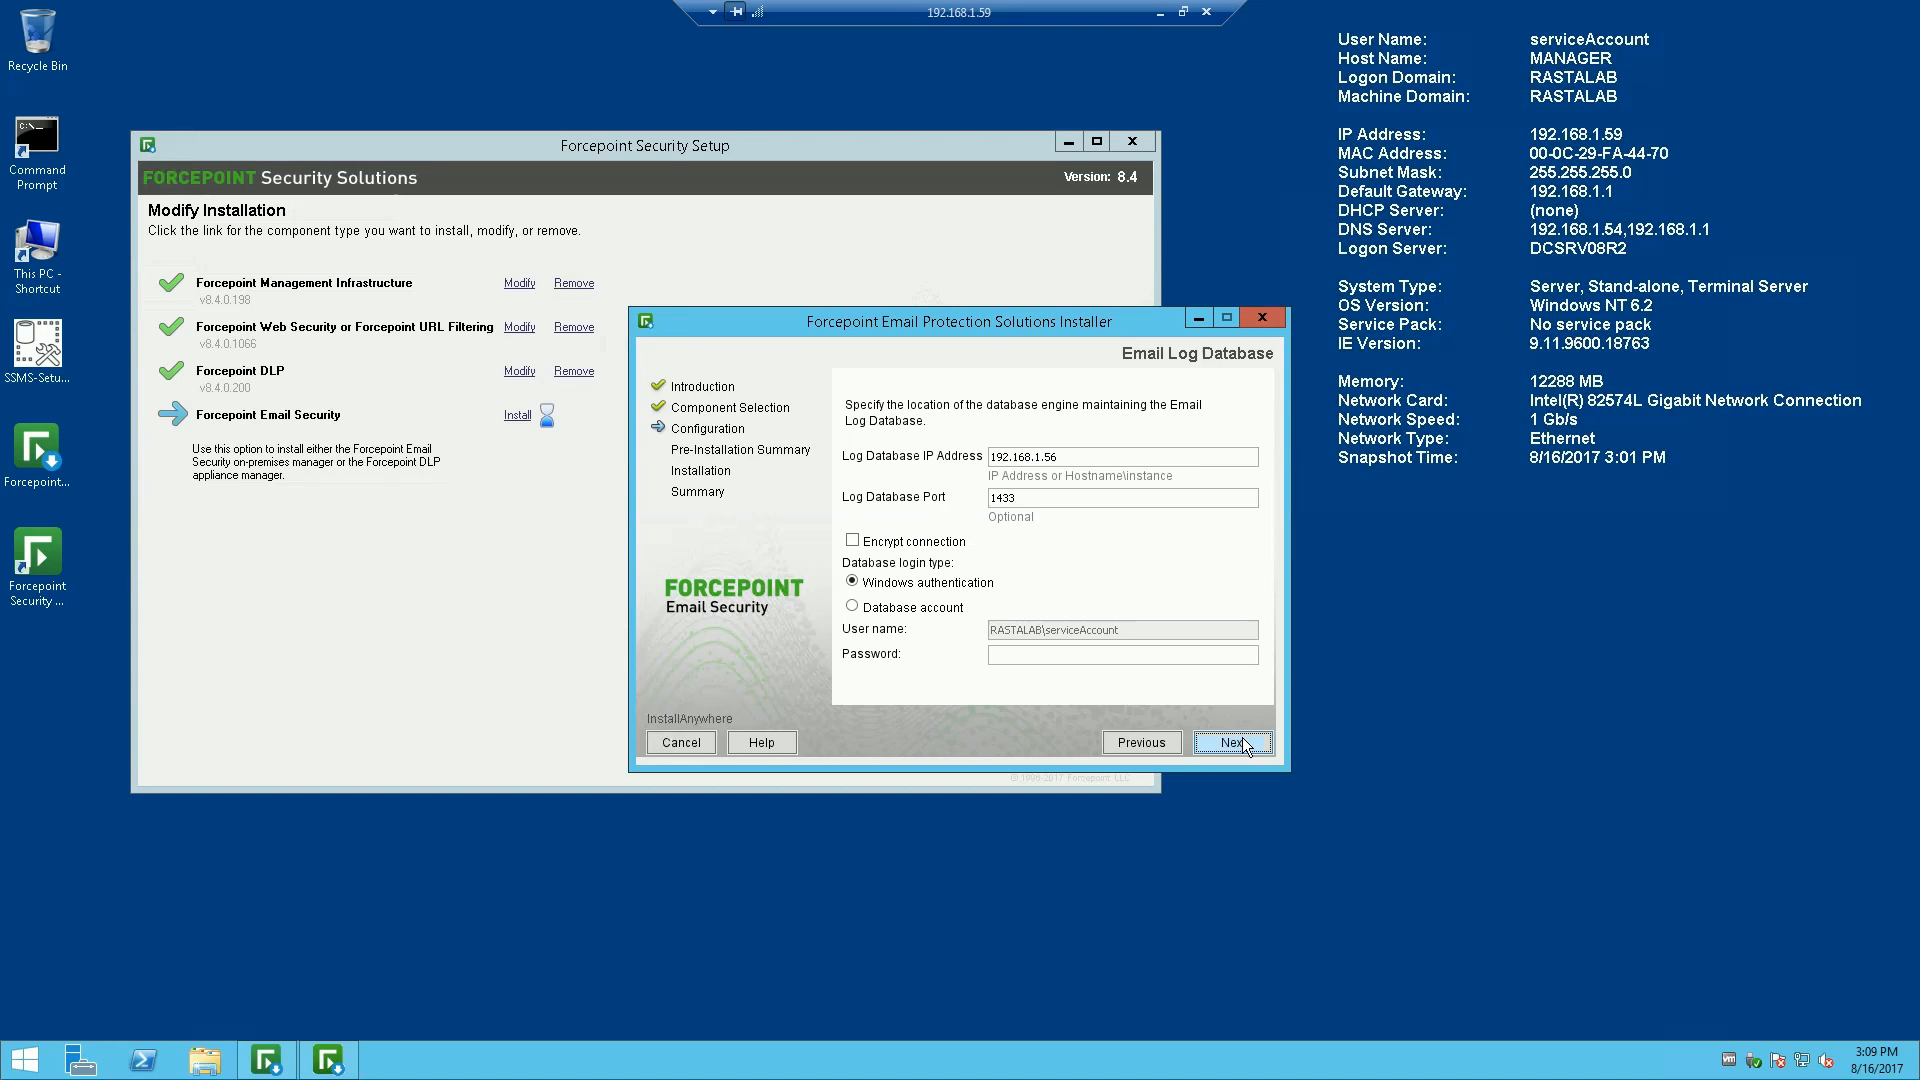 192.168.1.59
Recycle Bin
Command
Prompt
This PC -
Shortcut
SSMS-Setu...
Forcepoint...
Forcepoint
Security ...
User Name: serviceAccount
Host Name: MANAGER
Logon Domain: RASTALAB
Machine Domain: RASTALAB
IP Address: 192.168.1.59
MAC Address: 00-0C-29-FA-44-70
Subnet Mask: 255.255.255.0
Default Gateway: 192.168.1.1
DHCP Server: (none)
DNS Server: 192.168.1.54,192.168.1.1
Logon Server: DCSRV08R2
System Type: Server, Stand-alone, Terminal Server
OS Version: Windows NT 6.2
Service Pack: No service pack
IE Version: 9.11.9600.18763
Memory: 12288 MB
Network Card: Intel(R) 82574L Gigabit Network Connection
Network Speed: 1 Gb/s
Network Type: Ethernet
Snapshot Time: 8/16/2017 3:01 PM
Forcepoint Security Setup
FORCEPOINT Security Solutions Version: 8.4
Modify Installation
Click the link for the component type you want to install, modify, or remove.
Forcepoint Management Infrastructure Modify Remove
v8.4.0.198
Forcepoint Web Security or Forcepoint URL Filtering Modify Remove
v8.4.0.1066
Forcepoint DLP Modify Remove
v8.4.0.200
Forcepoint Email Security Install
Use this option to install either the Forcepoint Email
Security on-premises manager or the Forcepoint DLP
appliance manager.
© 1996-2017 Forcepoint LLC
Forcepoint Email Protection Solutions Installer
Email Log Database
Introduction
Component Selection
Configuration
Pre-Installation Summary
Installation
Summary
FORCEPOINT
Email Security
Specify the location of the database engine maintaining the Email
Log Database.
Log Database IP Address 192.168.1.56
IP Address or Hostname\instance
Log Database Port 1433
Optional
Encrypt connection
Database login type:
Windows authentication
Database account
User name: RASTALAB\serviceAccount
Password:
InstallAnywhere
Cancel Help Previous Next
3:09 PM
8/16/2017